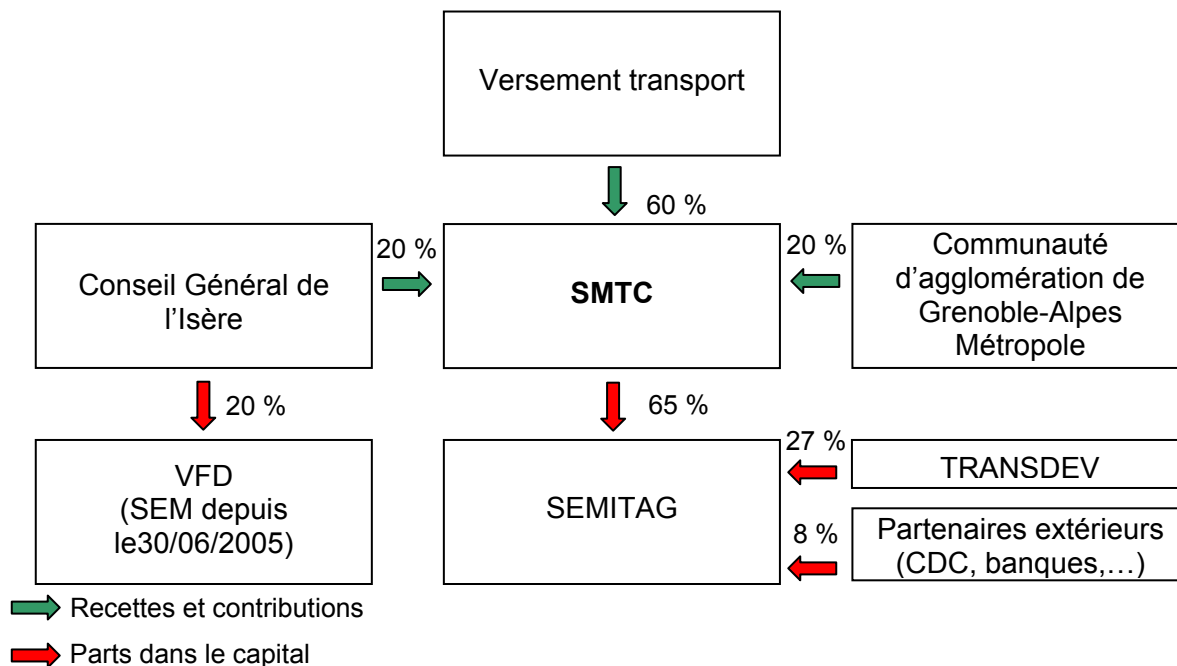 Versement transport
60 %
Conseil Général de
l’Isère
20 %
SMTC
20 %
Communauté
d’agglomération de
Grenoble-Alpes
Métropole
20 %
65 %
VFD
(SEM depuis
le30/06/2005)
SEMITAG
27 %
TRANSDEV
8 %
Partenaires extérieurs
(CDC, banques,…)
Recettes et contributions
Parts dans le capital